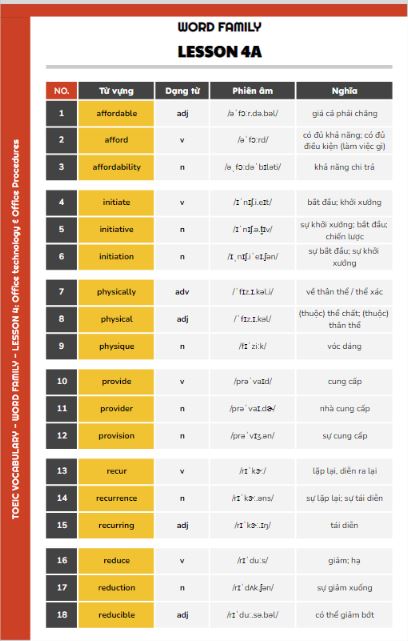 WORD FAMILY
LESSON 4A
TOEIC VOCABULARY - WORD FAMILY - LESSON 4: Office technology & Office Procedures
NO. Từ vựng Dạng từ Phiên âm Nghĩa
1 affordable adj /əˈfɔːr.də.bəl/ giá cả phải chăng
2 afford v /əˈfɔːrd/ có đủ khả năng; có đủ
điều kiện (làm việc gì)
3 affordability n /əˌfɔːdəˈbɪləti/ khả năng chi trả
4 initiate v /ɪˈnɪʃ.i.eɪt/ bắt đầu; khởi xướng
5 initiative n /ɪˈnɪʃ.ə.t̬ɪv/ sự khởi xướng; bắt đầu;
chiến lược
6 initiation n /ɪˌnɪʃ.iˈeɪ.ʃən/ sự bắt đầu; sự khởi
xướng
7 physically adv /ˈfɪz.ɪ.kəl.i/ về thân thể / thể xác
8 physical adj /ˈfɪz.ɪ.kəl/ (thuộc) thể chất; (thuộc)
thân thể
9 physique n /fɪˈziːk/ vóc dáng
10 provide v /prəˈvaɪd/ cung cấp
11 provider n /prəˈvaɪ.dɚ/ nhà cung cấp
12 provision n /prəˈvɪʒ.ən/ sự cung cấp
13 recur v /rɪˈkɝː/ lặp lại, diễn ra lại
14 recurrence n /rɪˈkɝː.əns/ sự lặp lại; sự tái diễn
15 recurring adj /rɪˈkɝː.ɪŋ/ tái diễn
16 reduce v /rɪˈduːs/ giảm; hạ
17 reduction n /rɪˈdʌk.ʃən/ sự giảm xuống
18 reducible adj /rɪˈduː.sə.bəl/ có thể giảm bớt